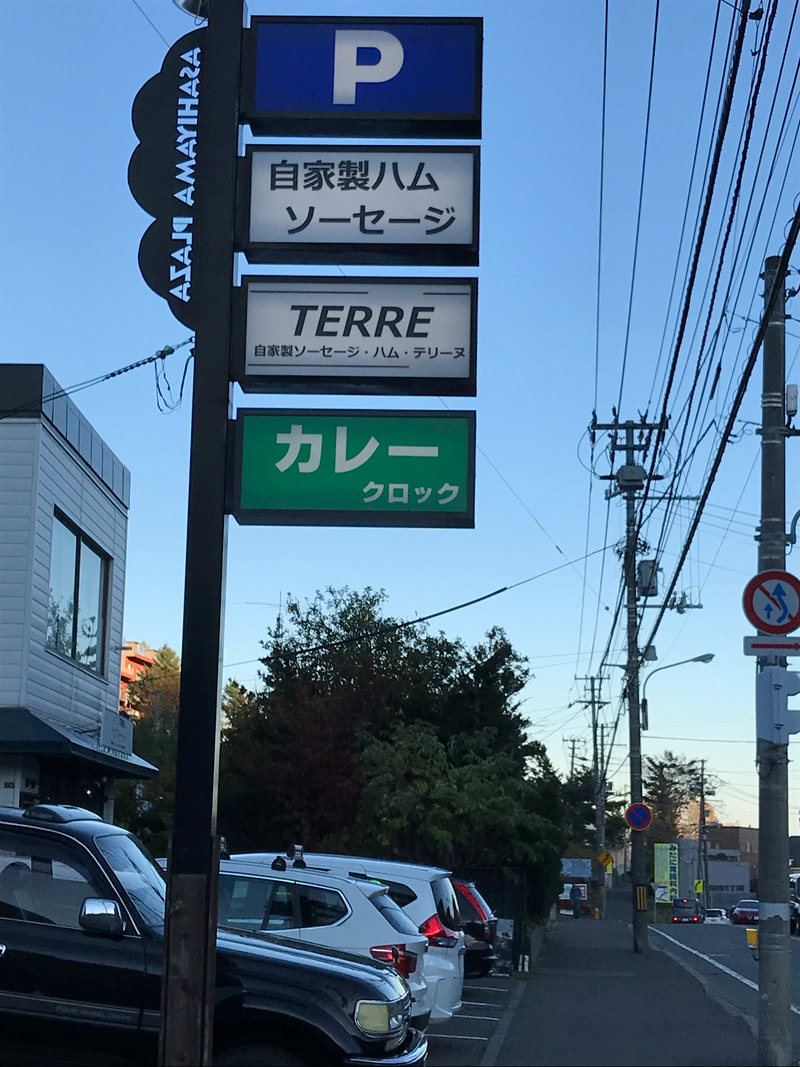 P
ASAHIYAMA PLAZA
自家製ハム
ソーセージ
TERRE
自家製ソーセージ・ハム・テリーヌ
カレー
クロック